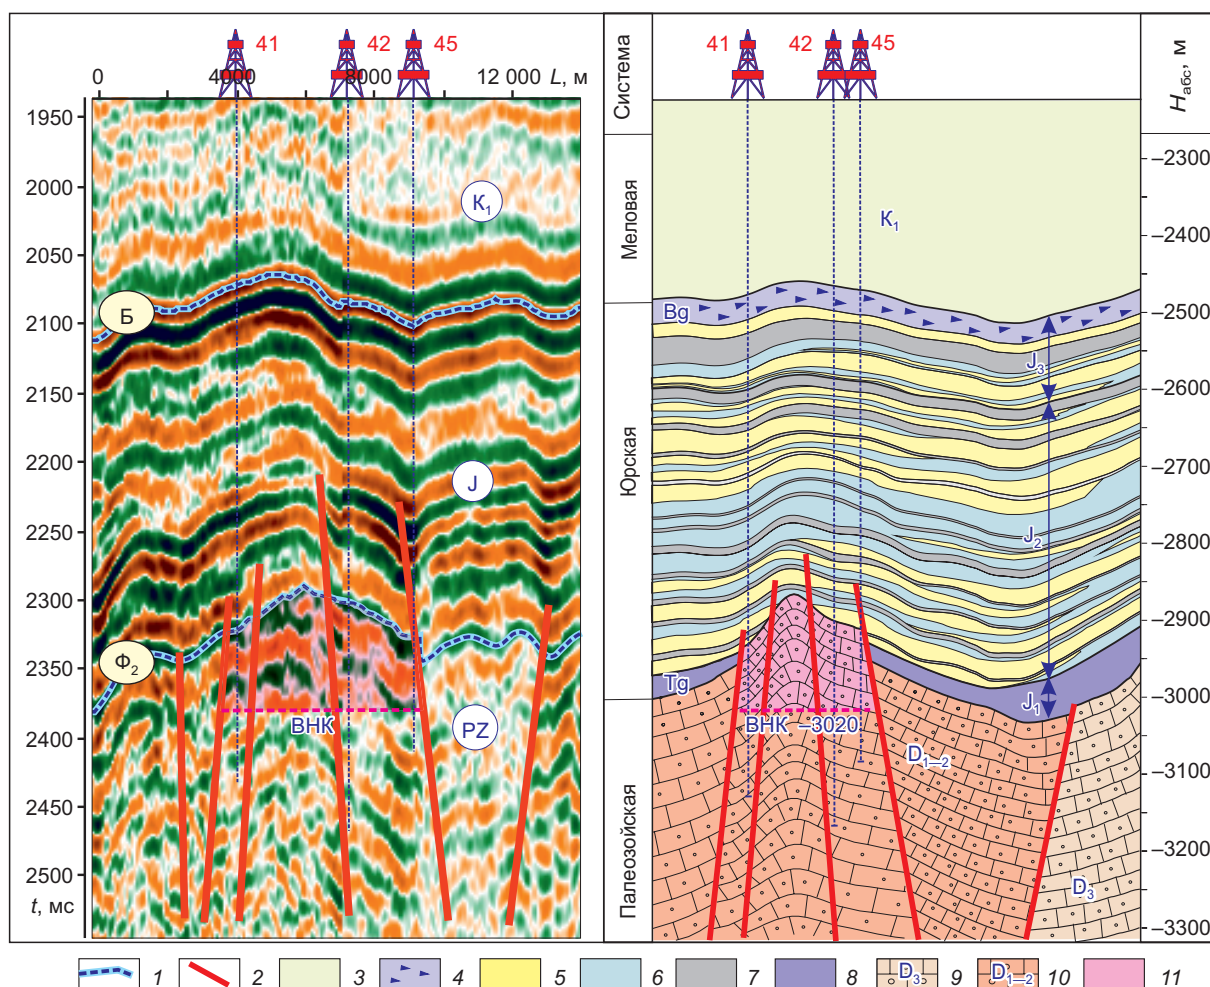 41 42 45
0 4000 8000 12 000 L, м
1950
2000
2050
2100
2150
2200
2250
2300
2350
2400
2450
2500
t, мс
K1
Б
J
Ф2
PZ
ВНК
Система
Меловая
Юрская
Палеозойская
41 42 45
K1
Bg
J3
J2
Tg
J1
ВНК –3020
D1–2
D3
Hабс, м
–2300
–2400
–2500
–2600
–2700
–2800
–2900
–3000
–3100
–3200
–3300
1 2 3 4 5 6 7 8 D3 9 D1–2 10 11